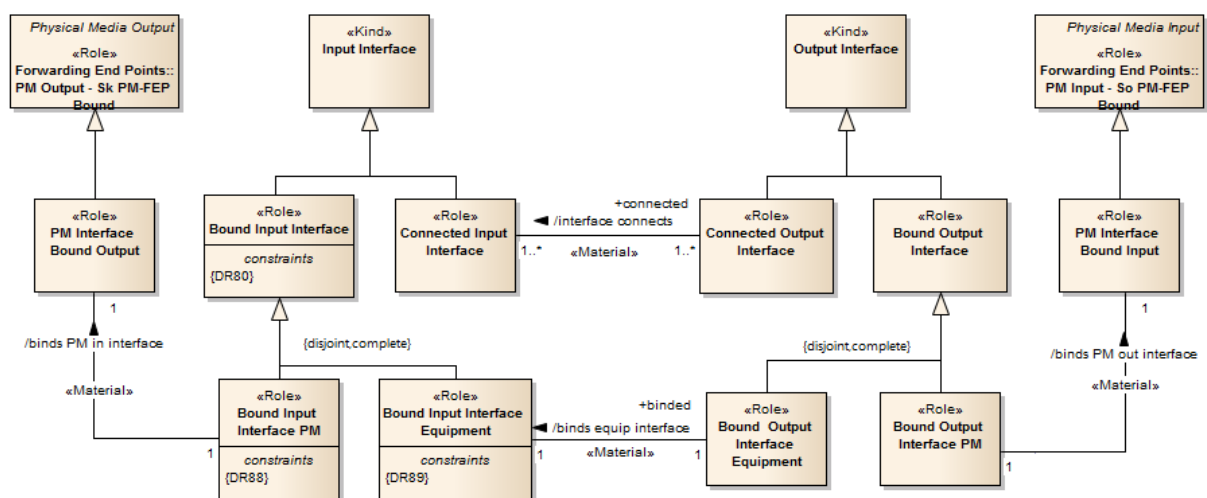 Physical Media Output
«Role»
Forwarding End Points::
PM Output - Sk PM-FEP
Bound
«Kind»
Input Interface
«Kind»
Output Interface
Physical Media Input
«Role»
Forwarding End Points::
PM Input - So PM-FEP
Bound
«Role»
PM Interface
Bound Output
«Role»
Bound Input Interface
constraints
{DR80}
«Role»
Connected Input
Interface
+connected
/interface connects
1..*
«Material»
1..*
«Role»
Connected Output
Interface
«Role»
Bound Output
Interface
«Role»
PM Interface
Bound Input
1
/binds PM in interface
«Material»
1
{disjoint,complete}
{disjoint,complete}
1
/binds PM out interface
«Material»
1
«Role»
Bound Input
Interface PM
constraints
{DR88}
«Role»
Bound Input Interface
Equipment
constraints
{DR89}
+binded
/binds equip interface
1
«Material»
1
«Role»
Bound Output
Interface
Equipment
«Role»
Bound Output
Interface PM